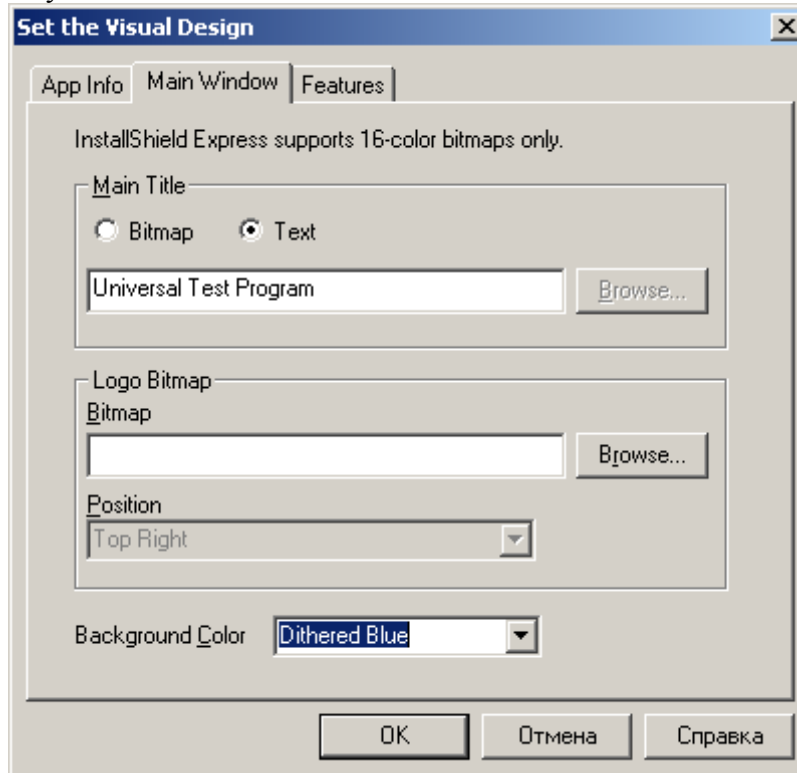 Set the Visual Design
App Info Main Window Features
InstallShield Express supports 16-color bitmaps only.
Main Title
Bitmap Text
Universal Test Program Browse...
Logo Bitmap
Bitmap
Browse...
Position
Top Right
Background Color Dithered Blue
OK Отмена Справка